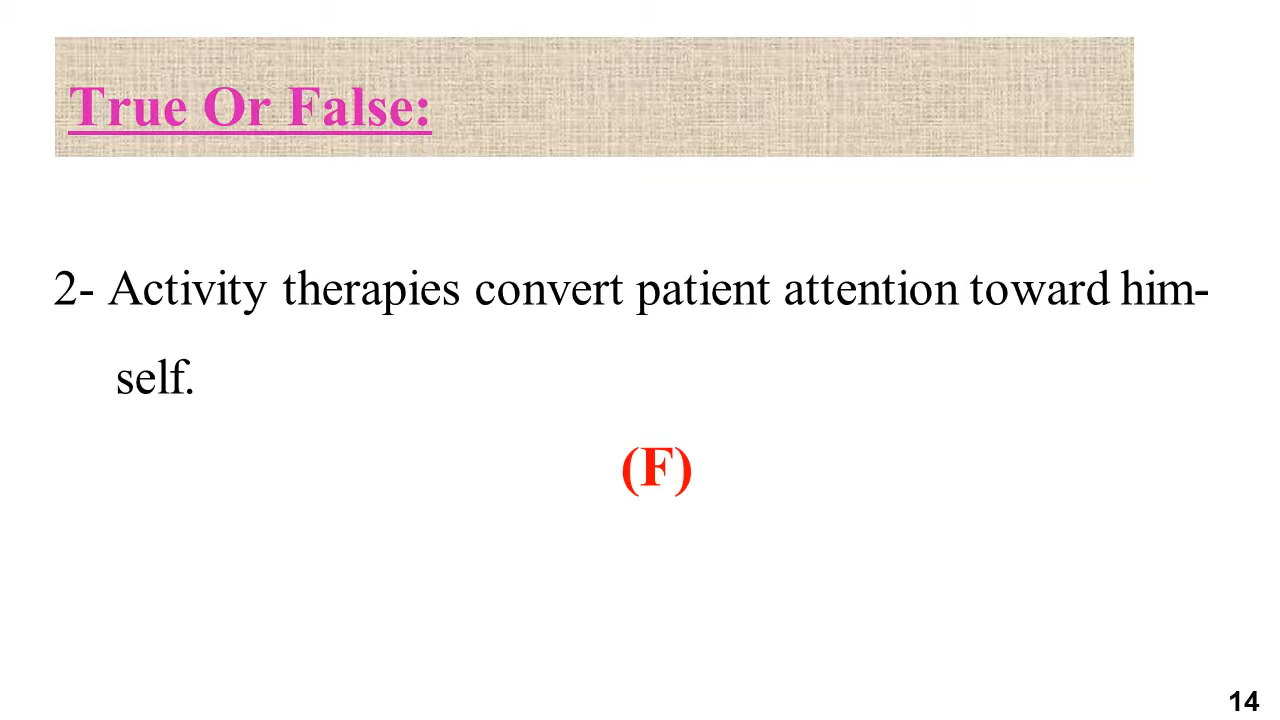 True Or False:
2- Activity therapies convert patient attention toward him-
self.
(F)
14